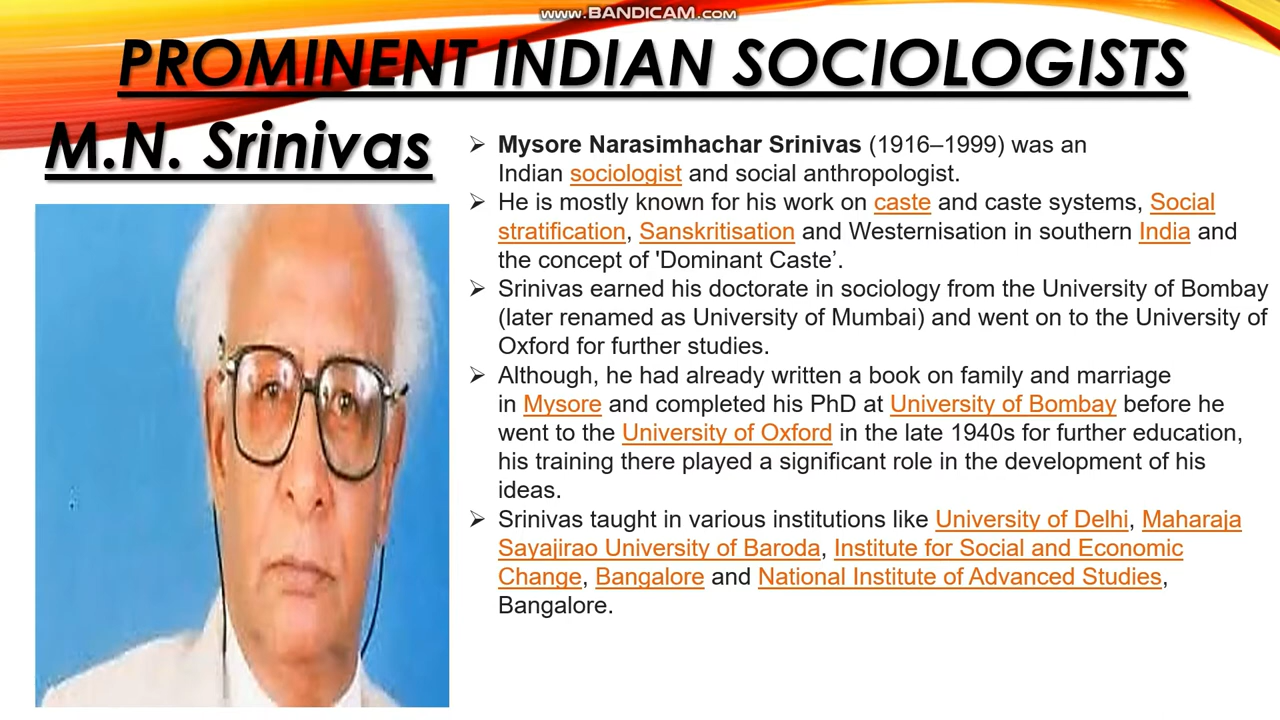 www.BANDICAM.com
PROMINENT INDIAN SOCIOLOGISTS
M.N. Srinivas
➢ Mysore Narasimhachar Srinivas (1916–1999) was an
Indian sociologist and social anthropologist.
➢ He is mostly known for his work on caste and caste systems, Social
stratification, Sanskritisation and Westernisation in southern India and
the concept of 'Dominant Caste’.
➢ Srinivas earned his doctorate in sociology from the University of Bombay
(later renamed as University of Mumbai) and went on to the University of
Oxford for further studies.
➢ Although, he had already written a book on family and marriage
in Mysore and completed his PhD at University of Bombay before he
went to the University of Oxford in the late 1940s for further education,
his training there played a significant role in the development of his
ideas.
➢ Srinivas taught in various institutions like University of Delhi, Maharaja
Sayajirao University of Baroda, Institute for Social and Economic
Change, Bangalore and National Institute of Advanced Studies,
Bangalore.